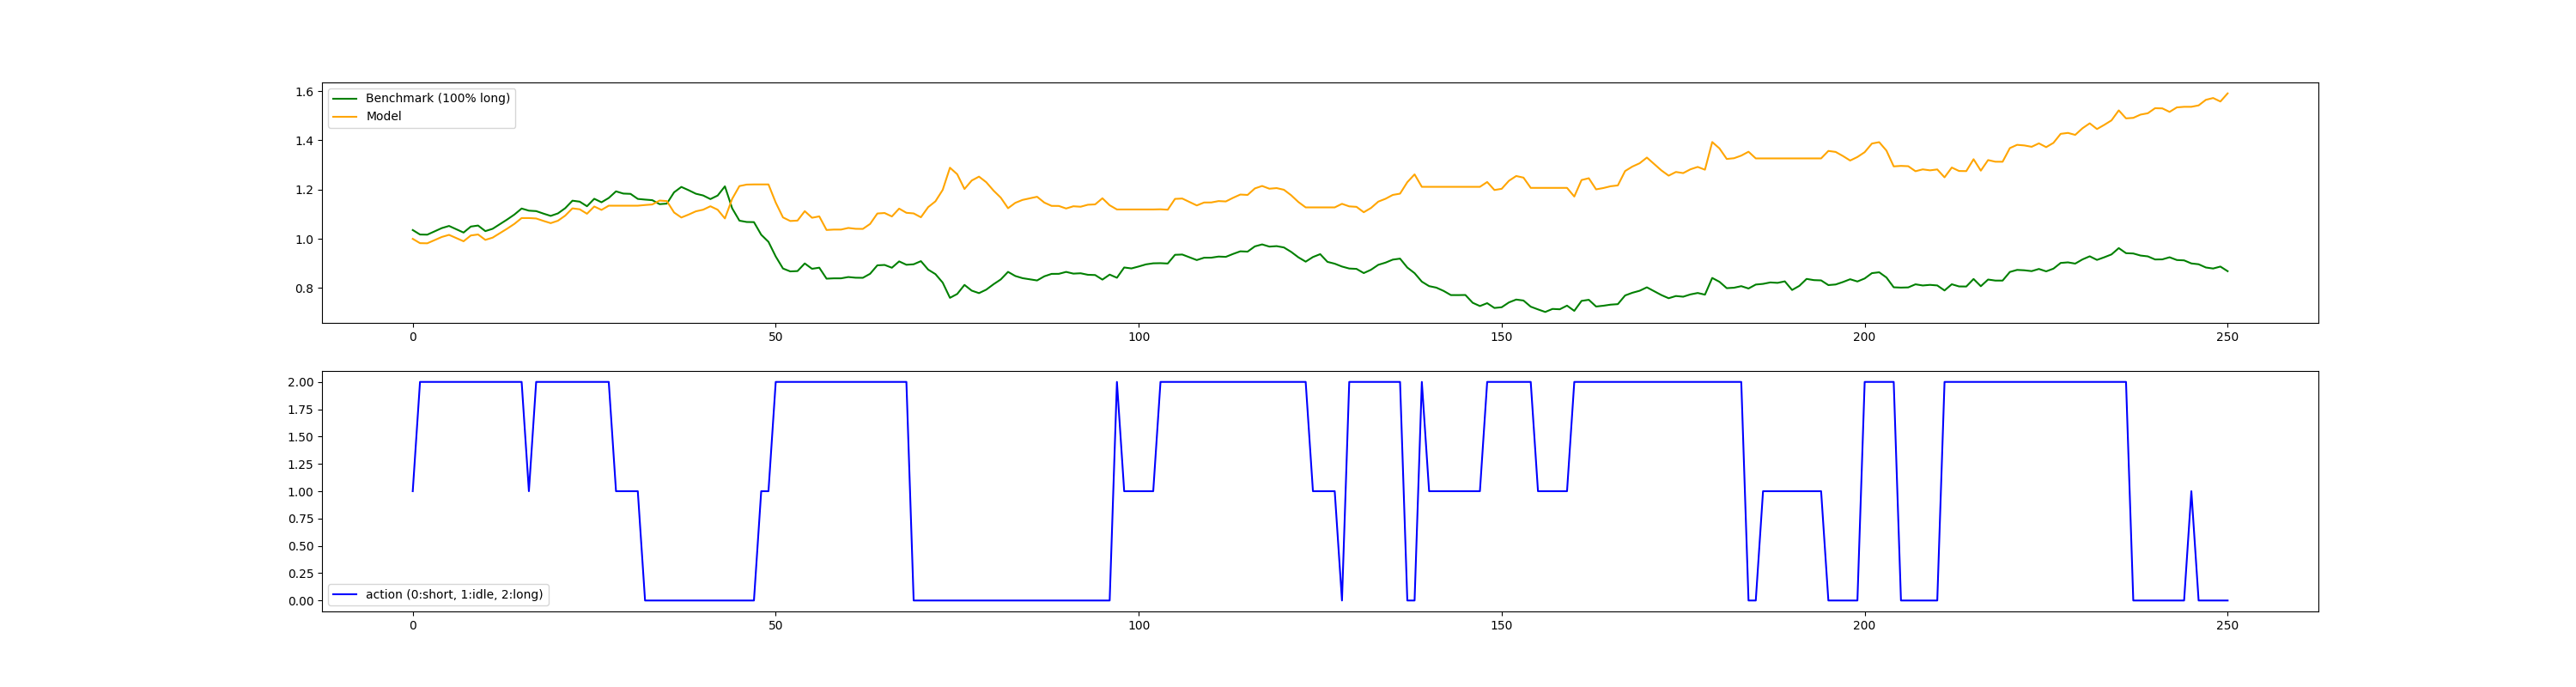 1.6
1.4
1.2
1.0
0.8
Benchmark (100% long)
Model
0 50 100 150 200 250
2.00
1.75
1.50
1.25
1.00
0.75
0.50
0.25
0.00
action (0:short, 1:idle, 2:long)
0 50 100 150 200 250